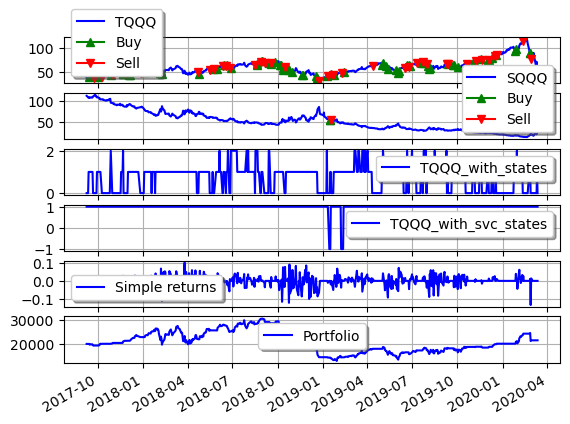 TQQQ
Buy
Sell
100
50
SQQQ
Buy
Sell
100
50
2
0
TQQQ_with_states
1
0
−1
TQQQ_with_svc_states
0.1
0.0
−0.1
Simple returns
30000
20000
Portfolio
2017-10
2018-01
2018-04
2018-07
2018-10
2019-01
2019-04
2019-07
2019-10
2020-01
2020-04